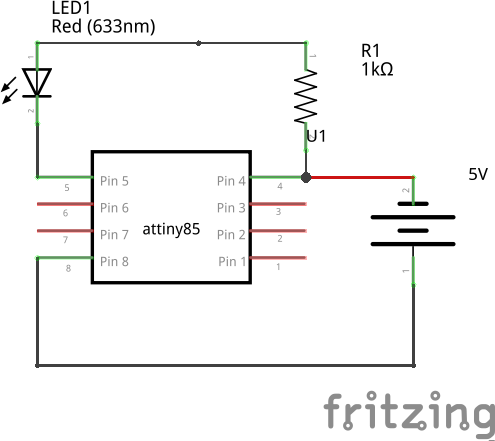 LED1
Red (633nm)
R1
1kΩ
1
1
2
U1
5V
Pin 5
Pin 4
5
4
2
Pin 6
Pin 3
6
3
attiny85
Pin 7
Pin 2
7
2
Pin 8
Pin 1
8
1
1
fritzing